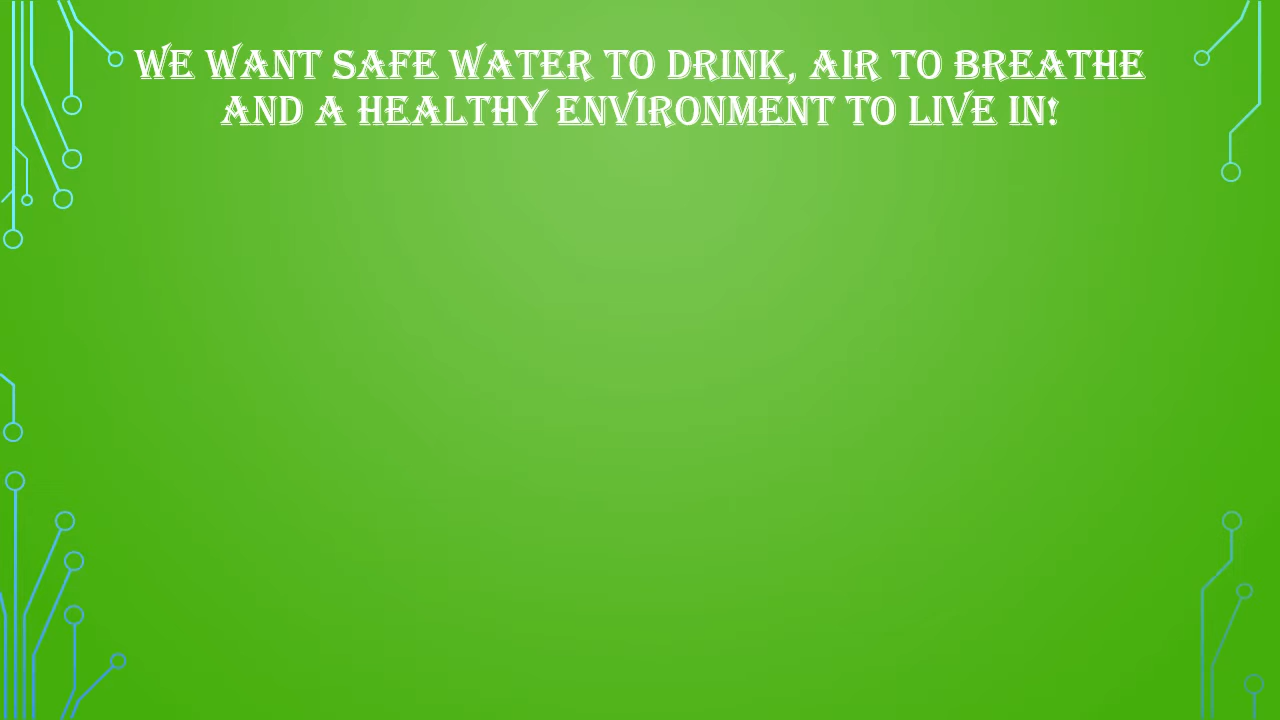 WE WANT SAFE WATER TO DRINK, AIR TO BREATHE
AND A HEALTHY ENVIRONMENT TO LIVE IN!